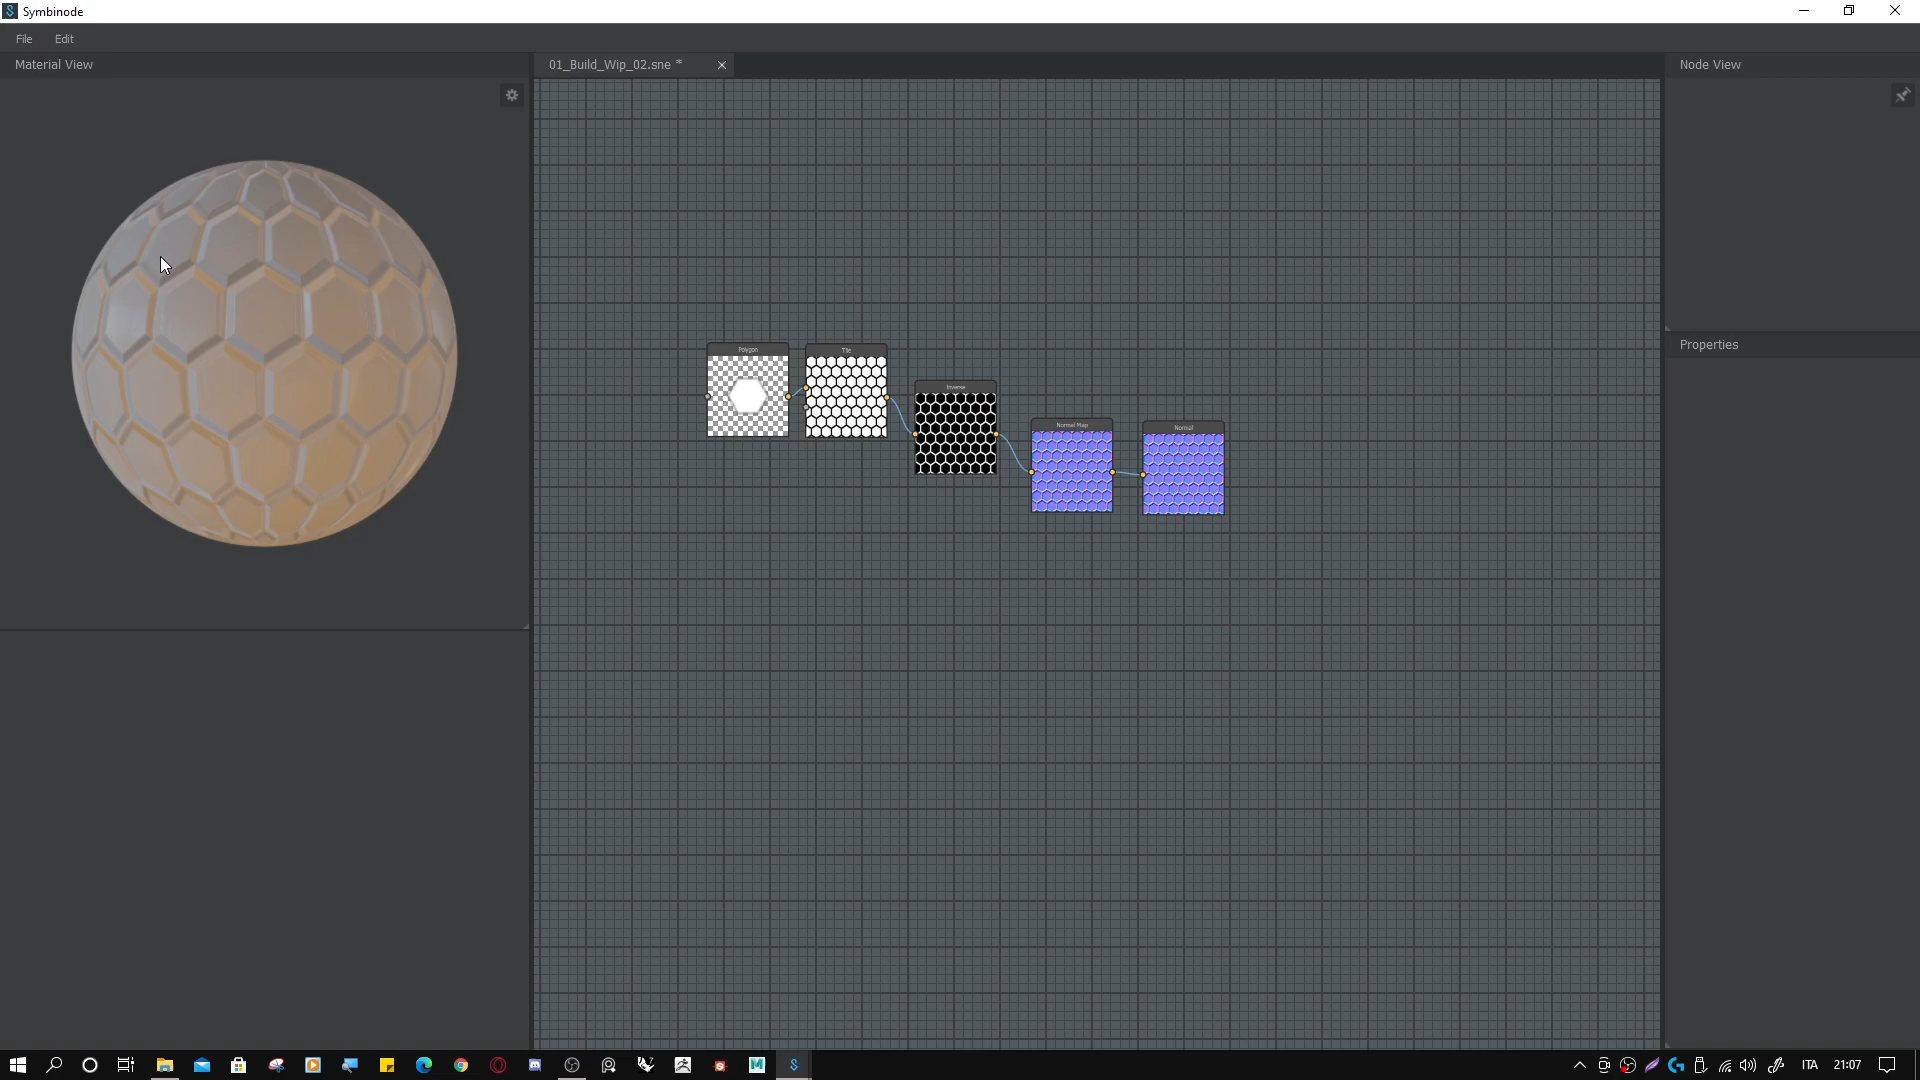 Symbinode
File Edit
Material View
01_Build_Wip_02.sne *
Node View
Polygon
Tile
Inverse
Normal Map
Normal
Properties
ITA 21:07